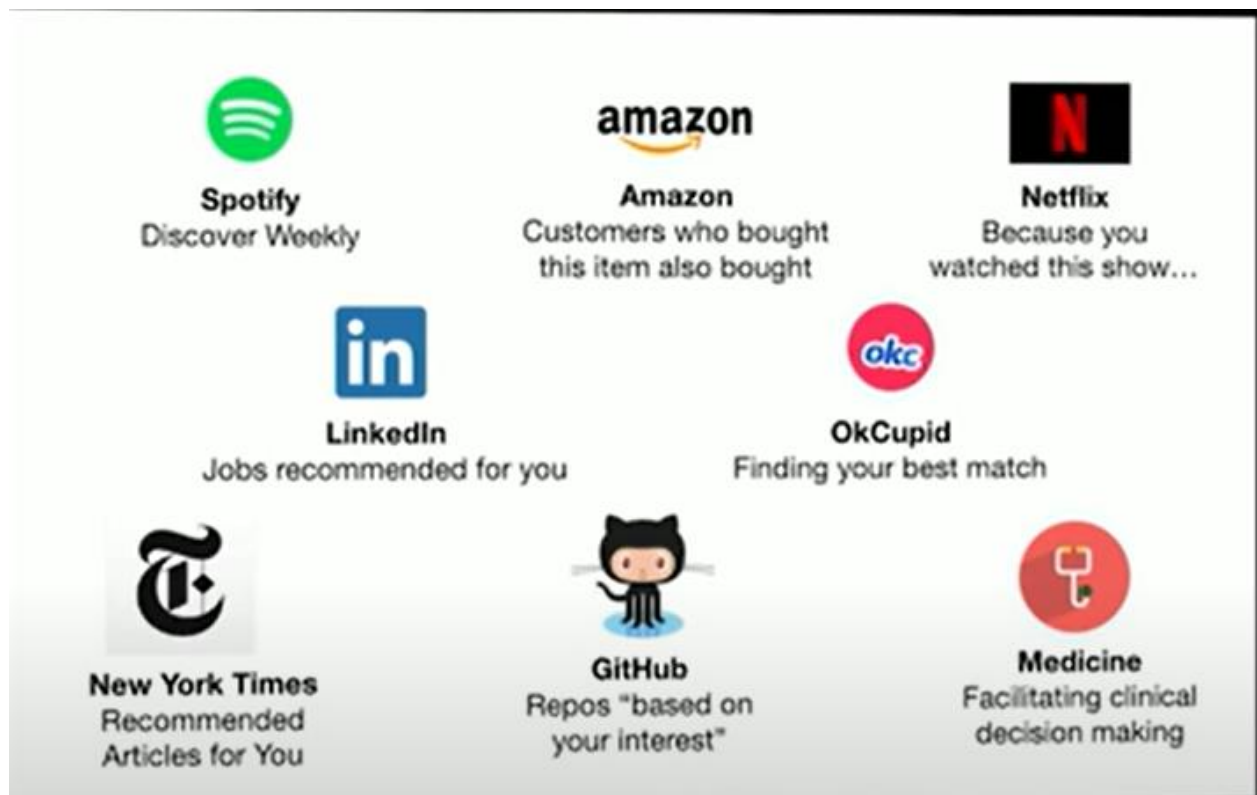 amazon
Spotify
Discover Weekly
Amazon
Customers who bought
this item also bought
N
Netflix
Because you
watched this show...
in
LinkedIn
Jobs recommended for you
okc
OkCupid
Finding your best match
T
New York Times
Recommended
Articles for You
GitHub
Repos "based on
your interest"
Medicine
Facilitating clinical
decision making